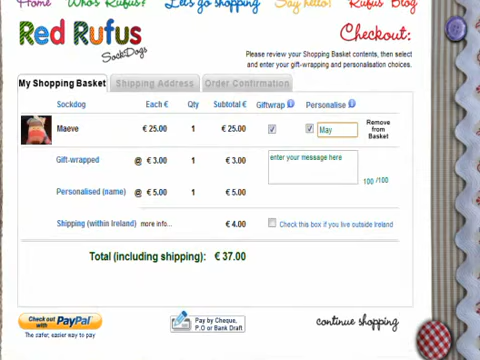 Home Who's Rufus? Let's go shopping Say hello! Rufus Blog
Red Rufus
SockDogs
Checkout:
Please review your Shopping Basket contents, then select
and enter your gift-wrapping and personalisation choices.
My Shopping Basket Shipping Address Order Confirmation
Sockdog Each € Qty Subtotal € Giftwrap Personalise
Maeve € 25.00 1 € 25.00 May Remove from Basket
Gift-wrapped @ € 3.00 1 € 3.00 enter your message here
100 /100
Personalised (name) @ € 5.00 1 € 5.00
Shipping (within Ireland) more info... € 4.00 Check this box if you live outside Ireland
Total (including shipping): € 37.00
Check out with PayPal
The safer, easier way to pay
Pay by Cheque, P.O or Bank Draft
continue shopping